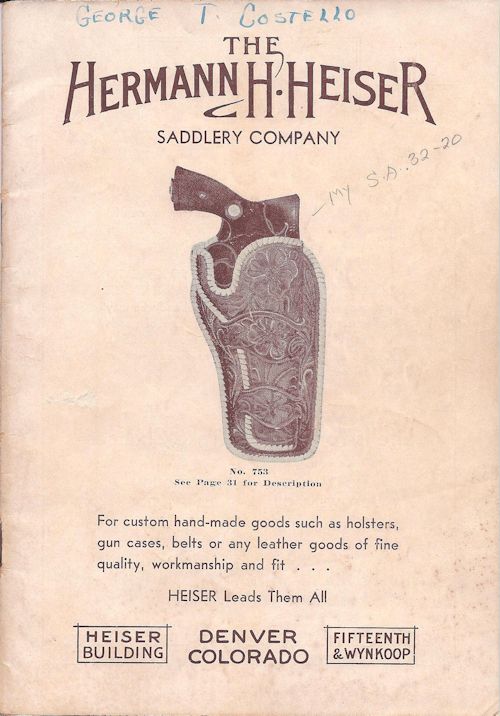 GEORGE T. COSTELLO
THE
HERMANN H. HEISER
SADDLERY COMPANY
—MY S.A. .32-20
No. 753
See Page 31 for Description
For custom hand-made goods such as holsters,
gun cases, belts or any leather goods of fine
quality, workmanship and fit . . .
HEISER Leads Them All
HEISER
BUILDING
DENVER
COLORADO
FIFTEENTH
& WYNKOOP